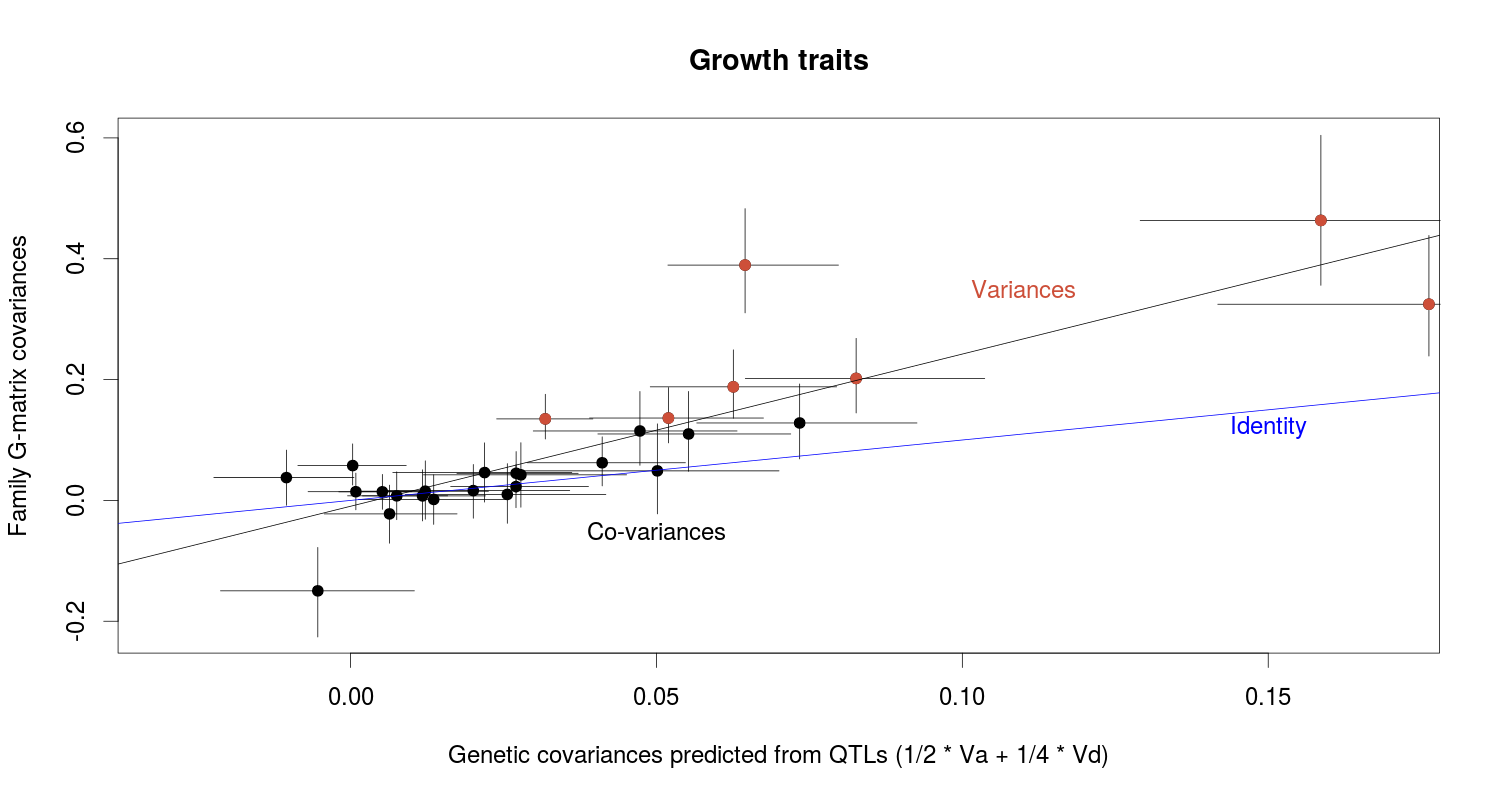 Growth traits
Family G-matrix covariances
0.6
0.4
0.2
0.0
-0.2
Variances
Identity
Co-variances
0.00
0.05
0.10
0.15
Genetic covariances predicted from QTLs (1/2 * Va + 1/4 * Vd)